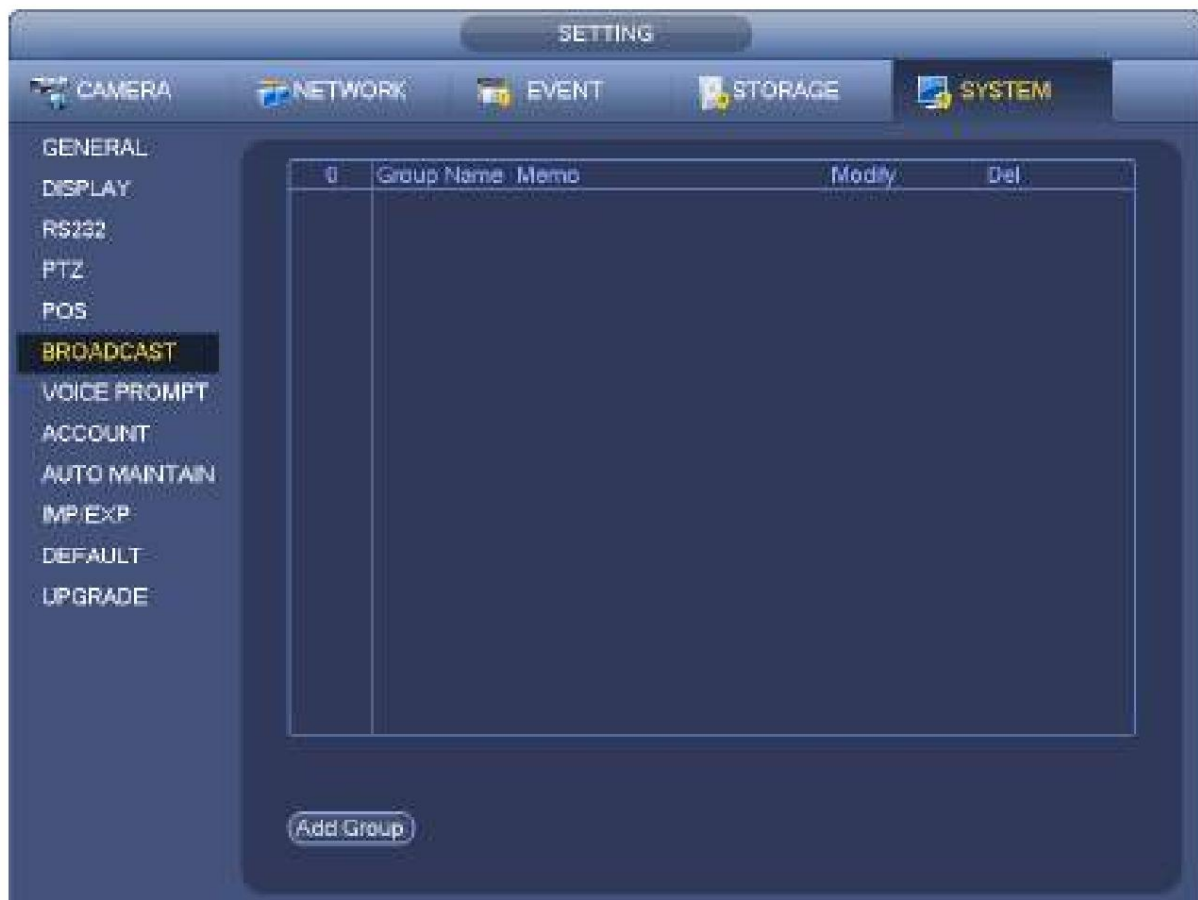 SETTING
CAMERA NETWORK EVENT STORAGE SYSTEM
GENERAL
DISPLAY
RS232
PTZ
POS
BROADCAST
VOICE PROMPT
ACCOUNT
AUTO MAINTAIN
IMP/EXP
DEFAULT
UPGRADE
0 Group Name Memo Modify Del
Add Group